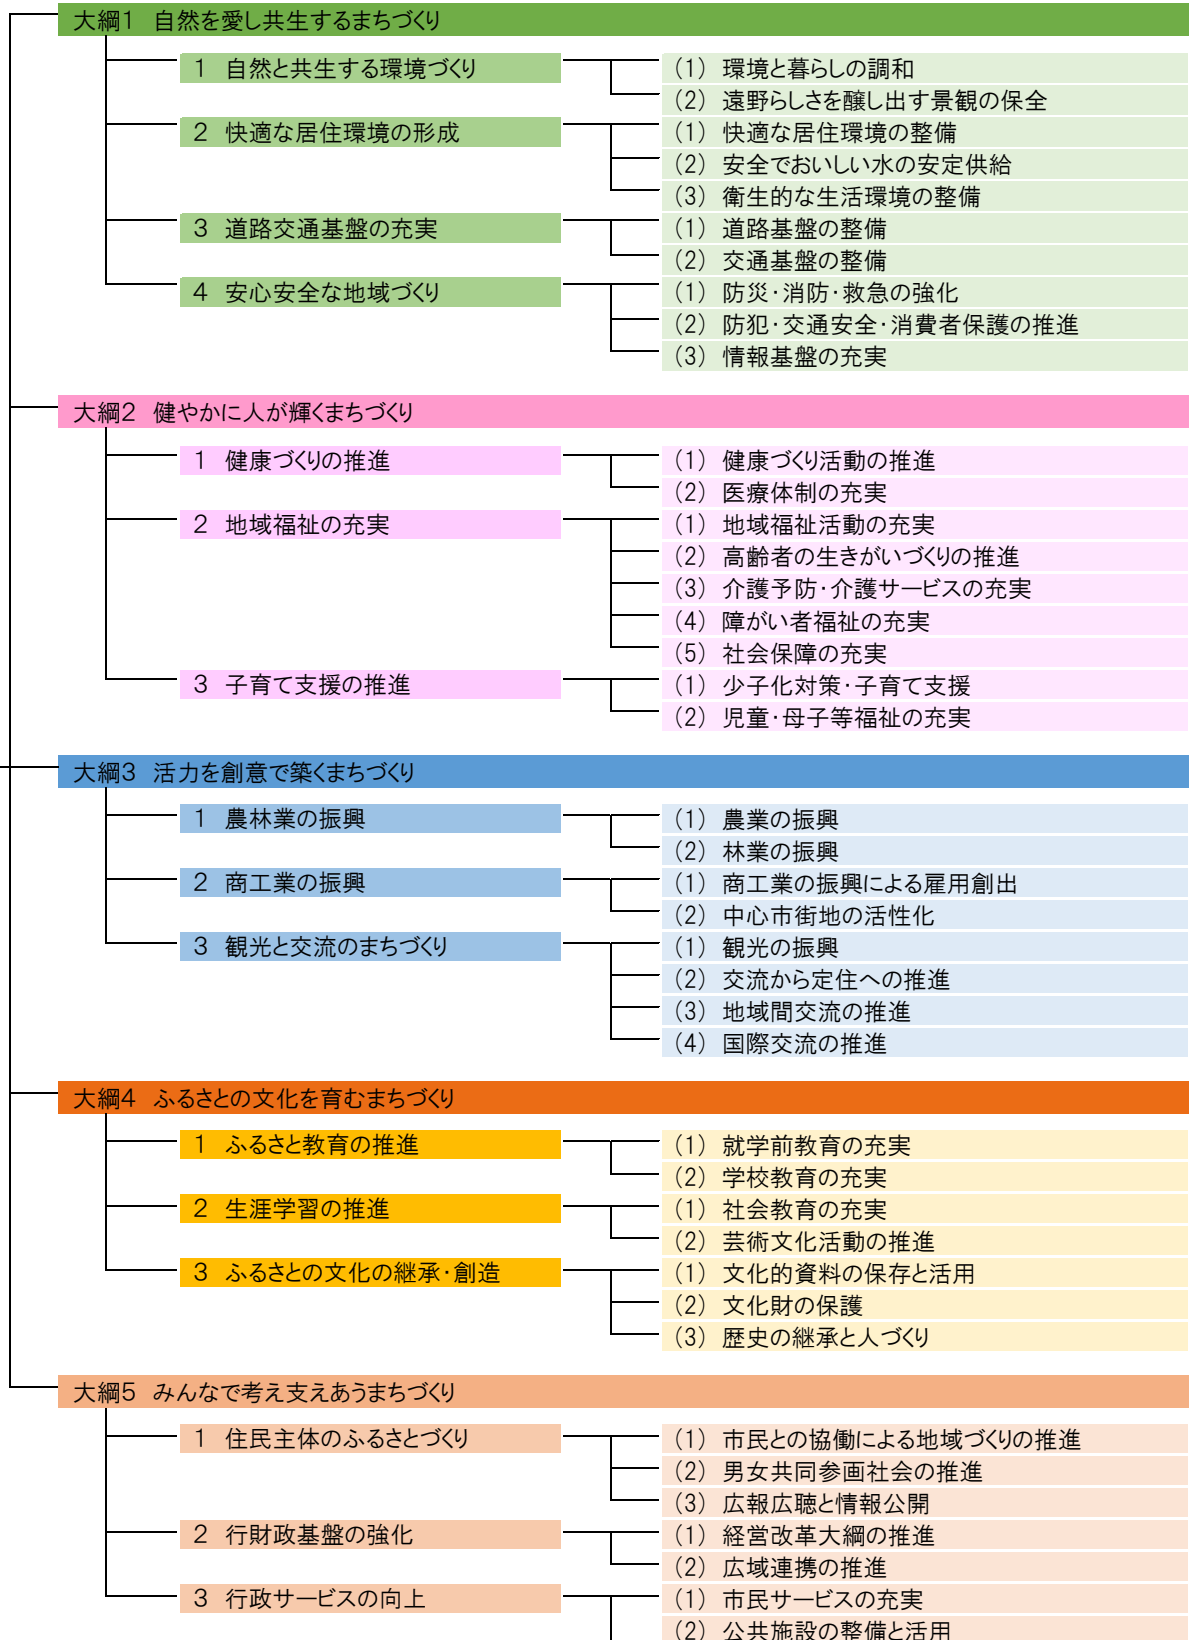 大綱1 自然を愛し共生するまちづくり
1 自然と共生する環境づくり
(1) 環境と暮らしの調和
(2) 遠野らしさを醸し出す景観の保全
2 快適な居住環境の形成
(1) 快適な居住環境の整備
(2) 安全でおいしい水の安定供給
(3) 衛生的な生活環境の整備
3 道路交通基盤の充実
(1) 道路基盤の整備
(2) 交通基盤の整備
4 安心安全な地域づくり
(1) 防災・消防・救急の強化
(2) 防犯・交通安全・消費者保護の推進
(3) 情報基盤の充実
大綱2 健やかに人が輝くまちづくり
1 健康づくりの推進
(1) 健康づくり活動の推進
(2) 医療体制の充実
2 地域福祉の充実
(1) 地域福祉活動の充実
(2) 高齢者の生きがいづくりの推進
(3) 介護予防・介護サービスの充実
(4) 障がい者福祉の充実
(5) 社会保障の充実
3 子育て支援の推進
(1) 少子化対策・子育て支援
(2) 児童・母子等福祉の充実
大綱3 活力を創意で築くまちづくり
1 農林業の振興
(1) 農業の振興
(2) 林業の振興
2 商工業の振興
(1) 商工業の振興による雇用創出
(2) 中心市街地の活性化
3 観光と交流のまちづくり
(1) 観光の振興
(2) 交流から定住への推進
(3) 地域間交流の推進
(4) 国際交流の推進
大綱4 ふるさとの文化を育むまちづくり
1 ふるさと教育の推進
(1) 就学前教育の充実
(2) 学校教育の充実
2 生涯学習の推進
(1) 社会教育の充実
(2) 芸術文化活動の推進
3 ふるさとの文化の継承・創造
(1) 文化的資料の保存と活用
(2) 文化財の保護
(3) 歴史の継承と人づくり
大綱5 みんなで考え支えあうまちづくり
1 住民主体のふるさとづくり
(1) 市民との協働による地域づくりの推進
(2) 男女共同参画社会の推進
(3) 広報広聴と情報公開
2 行財政基盤の強化
(1) 経営改革大綱の推進
(2) 広域連携の推進
3 行政サービスの向上
(1) 市民サービスの充実
(2) 公共施設の整備と活用